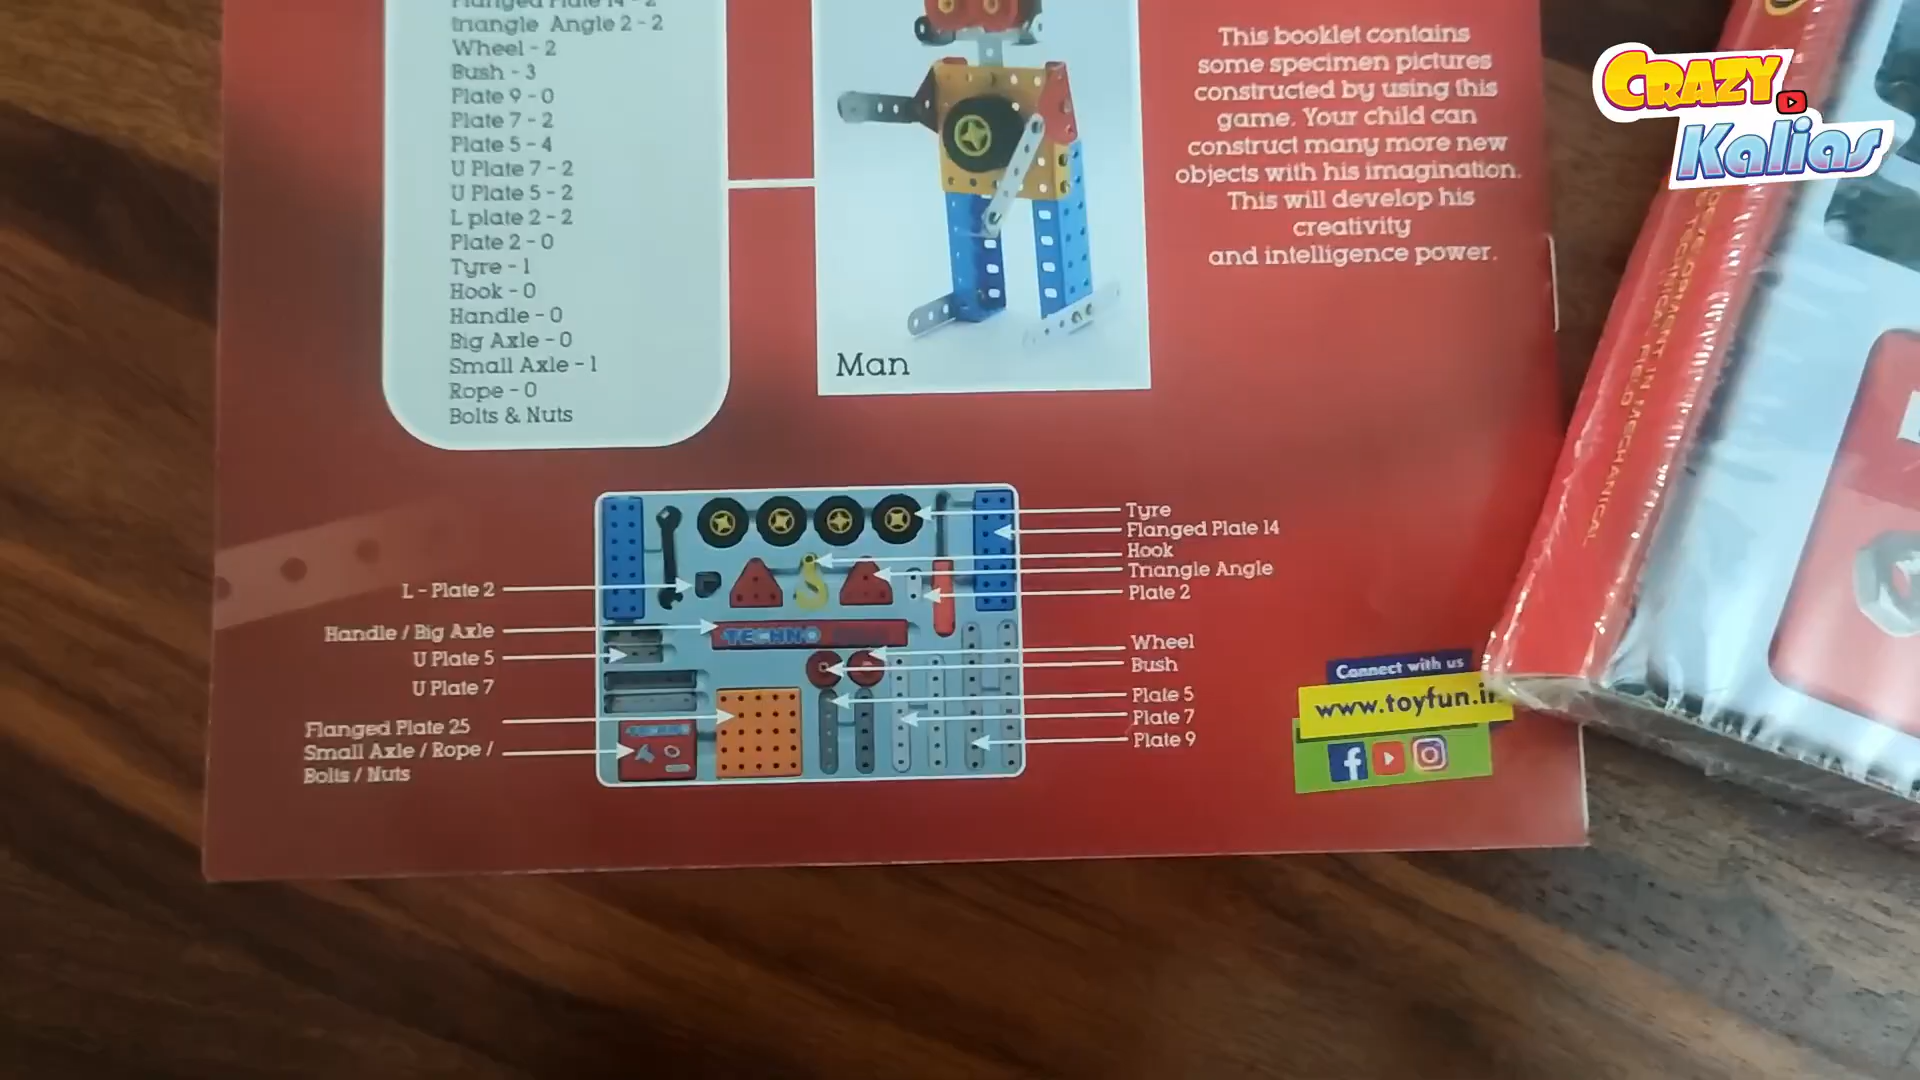 Flanged Plate 14 - 2
triangle Angle 2 - 2
Wheel - 2
Bush - 3
Plate 9 - 0
Plate 7 - 2
Plate 5 - 4
U Plate 7 - 2
U Plate 5 - 2
L plate 2 - 2
Plate 2 - 0
Tyre - 1
Hook - 0
Handle - 0
Big Axle - 0
Small Axle - 1
Rope - 0
Bolts & Nuts
Man
This booklet contains
some specimen pictures
constructed by using this
game. Your child can
construct many more new
objects with his imagination.
This will develop his
creativity
and intelligence power.
CRAZY
Kalias
L - Plate 2
Handle / Big Axle
U Plate 5
U Plate 7
Flanged Plate 25
Small Axle / Rope /
Bolts / Nuts
TECHNO
Tyre
Flanged Plate 14
Hook
Triangle Angle
Plate 2
Wheel
Bush
Plate 5
Plate 7
Plate 9
Connect with us
www.toyfun.in
MECHANICAL